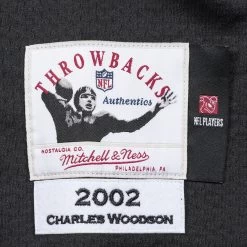 THROWBACKS
NFL
Authentics
NOSTALGIA CO.
Mitchell & Ness
PHILADELPHIA, PA
NFL PLAYERS
2002
CHARLES WOODSON